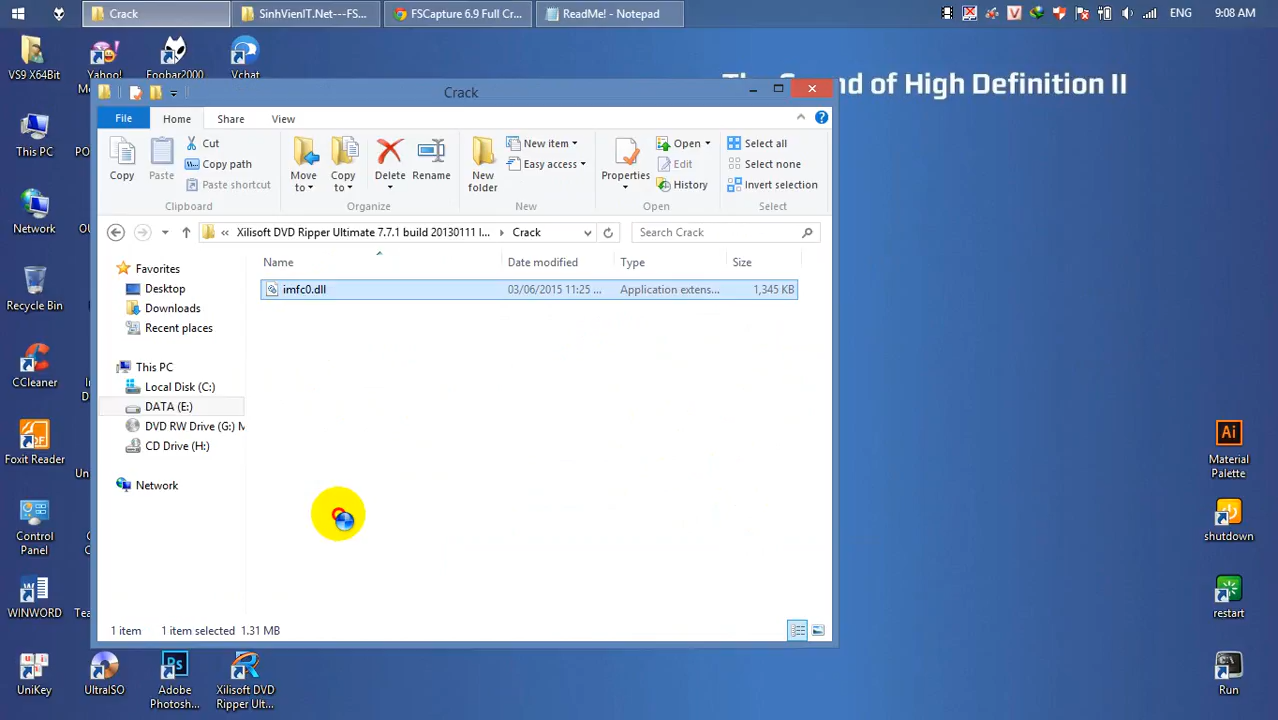 Crack
SinhVienIT.Net---FS...
FSCapture 6.9 Full Cr...
ReadMe! - Notepad
ENG
9:08 AM
VS9 X64Bit
Yahoo!
Foobar2000
Vchat
of High Definition II
Crack
File
Home
Share
View
Copy
Paste
Cut
Copy path
Paste shortcut
Move
to
Copy
to
Delete
Rename
New
folder
New item
Easy access
Properties
Open
Edit
History
Select all
Select none
Invert selection
Clipboard
Organize
New
Open
Select
Xilisoft DVD Ripper Ultimate 7.7.1 build 20130111 l...
Crack
Search Crack
Name
Date modified
Type
Size
imfc0.dll
03/06/2015 11:25 ...
Application extens...
1,345 KB
Favorites
Desktop
Downloads
Recent places
This PC
Local Disk (C:)
DATA (E:)
DVD RW Drive (G:) M
CD Drive (H:)
Network
1 item
1 item selected 1.31 MB
This PC
Network
Recycle Bin
CCleaner
Foxit Reader
Control
Panel
WINWORD
UniKey
UltraISO
Ps
Adobe
Photosh...
Xilisoft DVD
Ripper Ult...
Ai
Material
Palette
shutdown
restart
Run